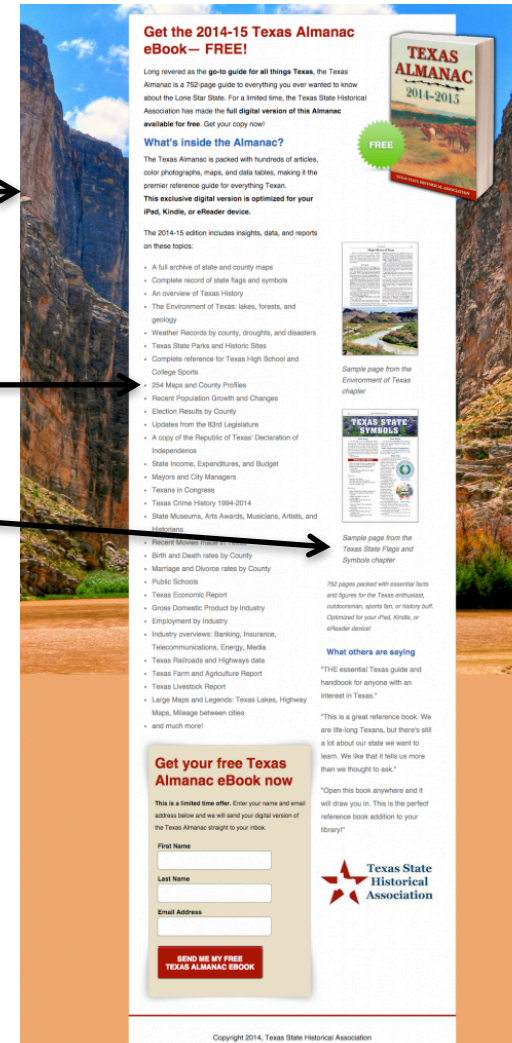 Get the 2014-15 Texas Almanac
eBook— FREE!
Long revered as the go-to guide for all things Texas, the Texas
Almanac is a 752-page guide to everything you ever wanted to know
about the Lone Star State. For a limited time, the Texas State Historical
Association has made the full digital version of this Almanac
available for free. Get your copy now!
TEXAS
ALMANAC
2014–2015
TEXAS STATE HISTORICAL ASSOCIATION
FREE
What's inside the Almanac?
The Texas Almanac is packed with hundreds of articles,
color photographs, maps, and data tables, making it the
premier reference guide for everything Texan.
This exclusive digital version is optimized for your
iPad, Kindle, or eReader device.
The 2014-15 edition includes insights, data, and reports
on these topics:
• A full archive of state and county maps
• Complete record of state flags and symbols
• An overview of Texas History
• The Environment of Texas: lakes, forests, and
geology
• Weather Records by county, droughts, and disasters
• Texas State Parks and Historic Sites
• Complete reference for Texas High School and
College Sports
• 254 Maps and County Profiles
• Recent Population Growth and Changes
• Election Results by County
• Updates from the 83rd Legislature
• A copy of the Republic of Texas' Declaration of
Independence
• State Income, Expenditures, and Budget
• Mayors and City Managers
• Texans in Congress
• Texas Crime History 1994-2014
• State Museums, Arts Awards, Musicians, Artists, and
Historians
• Recent Movies made in Texas
• Birth and Death rates by County
• Marriage and Divorce rates by County
• Public Schools
• Texas Economic Report
• Gross Domestic Product by Industry
• Employment by Industry
• Industry overviews: Banking, Insurance,
Telecommunications, Energy, Media
• Texas Railroads and Highways data
• Texas Farm and Agriculture Report
• Texas Livestock Report
• Large Maps and Legends: Texas Lakes, Highway
Maps, Mileage between cities
• and much more!
Sample page from the
Environment of Texas
chapter
TEXAS STATE
SYMBOLS
Sample page from the
Texas State Flags and
Symbols chapter
752 pages packed with essential facts
and figures for the Texas enthusiast,
outdoorsman, sports fan, or history buff.
Optimized for your iPad, Kindle, or
eReader device!
What others are saying
"THE essential Texas guide and
handbook for anyone with an
interest in Texas."
"This is a great reference book. We
are life-long Texans, but there's still
a lot about our state we want to
learn. We like that it tells us more
than we thought to ask."
"Open this book anywhere and it
will draw you in. This is the perfect
reference book addition to your
library!"
Texas State
Historical
Association
Get your free Texas
Almanac eBook now
This is a limited time offer. Enter your name and email
address below and we will send your digital version of
the Texas Almanac straight to your inbox.
First Name
Last Name
Email Address
SEND ME MY FREE
TEXAS ALMANAC EBOOK
Copyright 2014, Texas State Historical Association